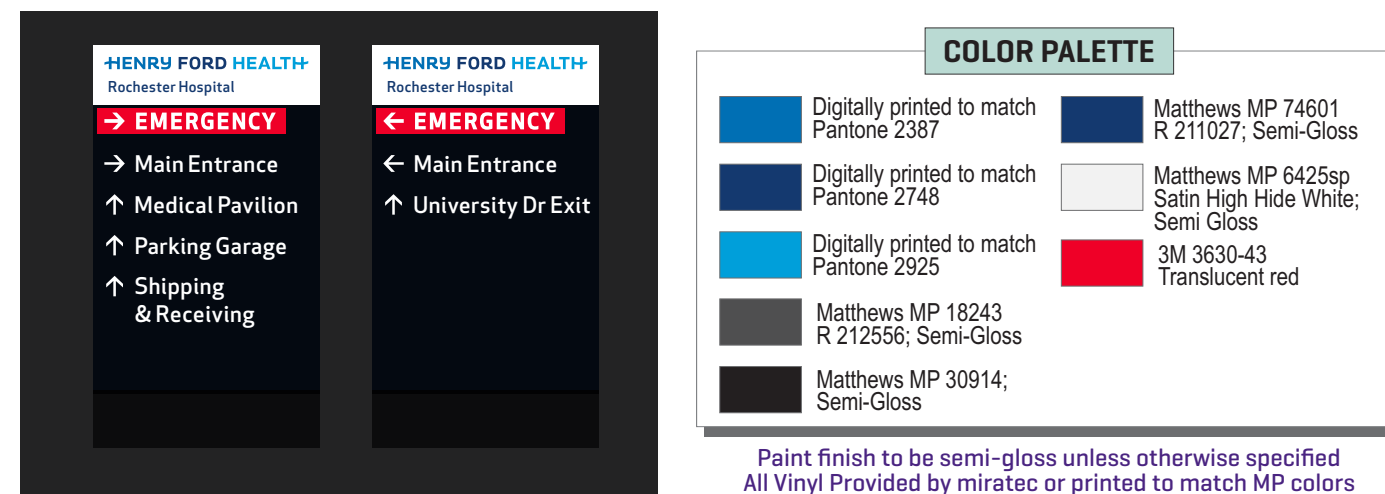 HENRY FORD HEALTH
Rochester Hospital
→ EMERGENCY
→ Main Entrance
↑ Medical Pavilion
↑ Parking Garage
↑ Shipping
& Receiving
HENRY FORD HEALTH
Rochester Hospital
← EMERGENCY
← Main Entrance
↑ University Dr Exit
COLOR PALETTE
Digitally printed to match
Pantone 2387
Digitally printed to match
Pantone 2748
Digitally printed to match
Pantone 2925
Matthews MP 18243
R 212556; Semi-Gloss
Matthews MP 30914;
Semi-Gloss
Matthews MP 74601
R 211027; Semi-Gloss
Matthews MP 6425sp
Satin High Hide White;
Semi Gloss
3M 3630-43
Translucent red
Paint finish to be semi-gloss unless otherwise specified
All Vinyl Provided by miratec or printed to match MP colors